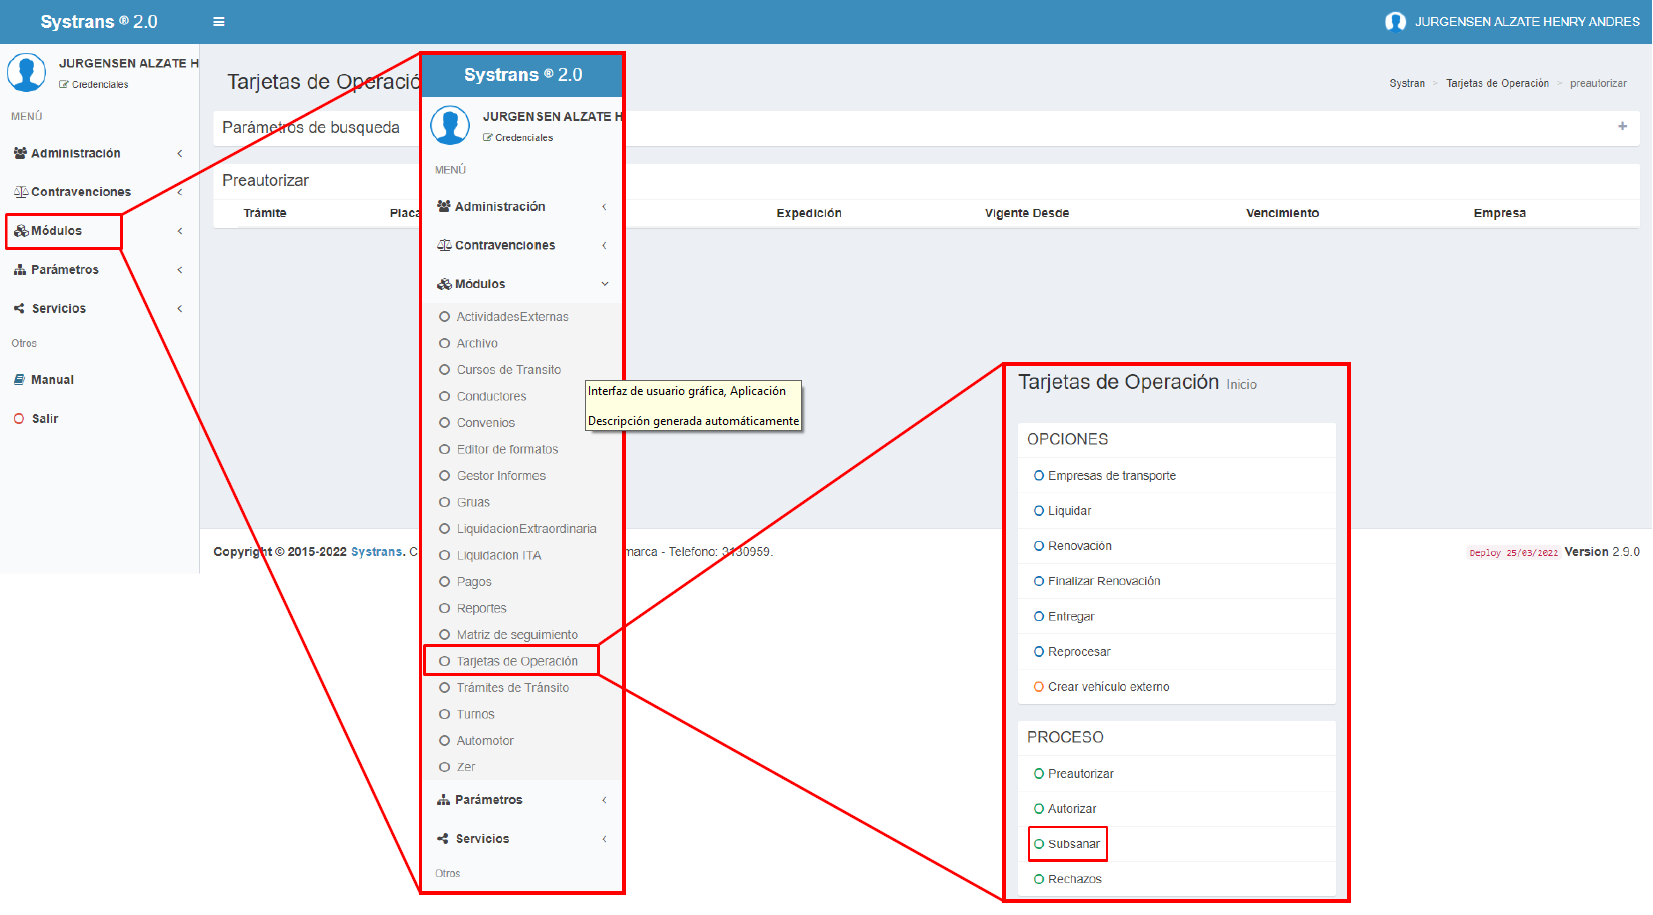 Systrans ® 2.0
JURGENSEN ALZATE HENRY ANDRES
JURGENSEN ALZATE H
Credenciales
MENÚ
Administración
Contravenciones
Módulos
Parámetros
Servicios
Otros
Manual
Salir
Tarjetas de Operació
Systran > Tarjetas de Operación > preautorizar
Parámetros de busqueda
Preautorizar
Trámite Placa Expedición Vigente Desde Vencimiento Empresa
Copyright © 2015-2022 Systrans. C
marca - Telefono: 3130959.
Deploy 25/03/2022 Version 2.9.0
Systrans ® 2.0
JURGENSEN ALZATE H
Credenciales
MENÚ
Administración
Contravenciones
Módulos
ActividadesExternas
Archivo
Cursos de Transito
Conductores
Convenios
Editor de formatos
Gestor Informes
Gruas
LiquidacionExtraordinaria
Liquidacion ITA
Pagos
Reportes
Matriz de seguimiento
Tarjetas de Operación
Trámites de Tránsito
Turnos
Automotor
Zer
Parámetros
Servicios
Otros
Interfaz de usuario gráfica, Aplicación
Descripción generada automáticamente
Tarjetas de Operación Inicio
OPCIONES
Empresas de transporte
Liquidar
Renovación
Finalizar Renovación
Entregar
Reprocesar
Crear vehículo externo
PROCESO
Preautorizar
Autorizar
Subsanar
Rechazos